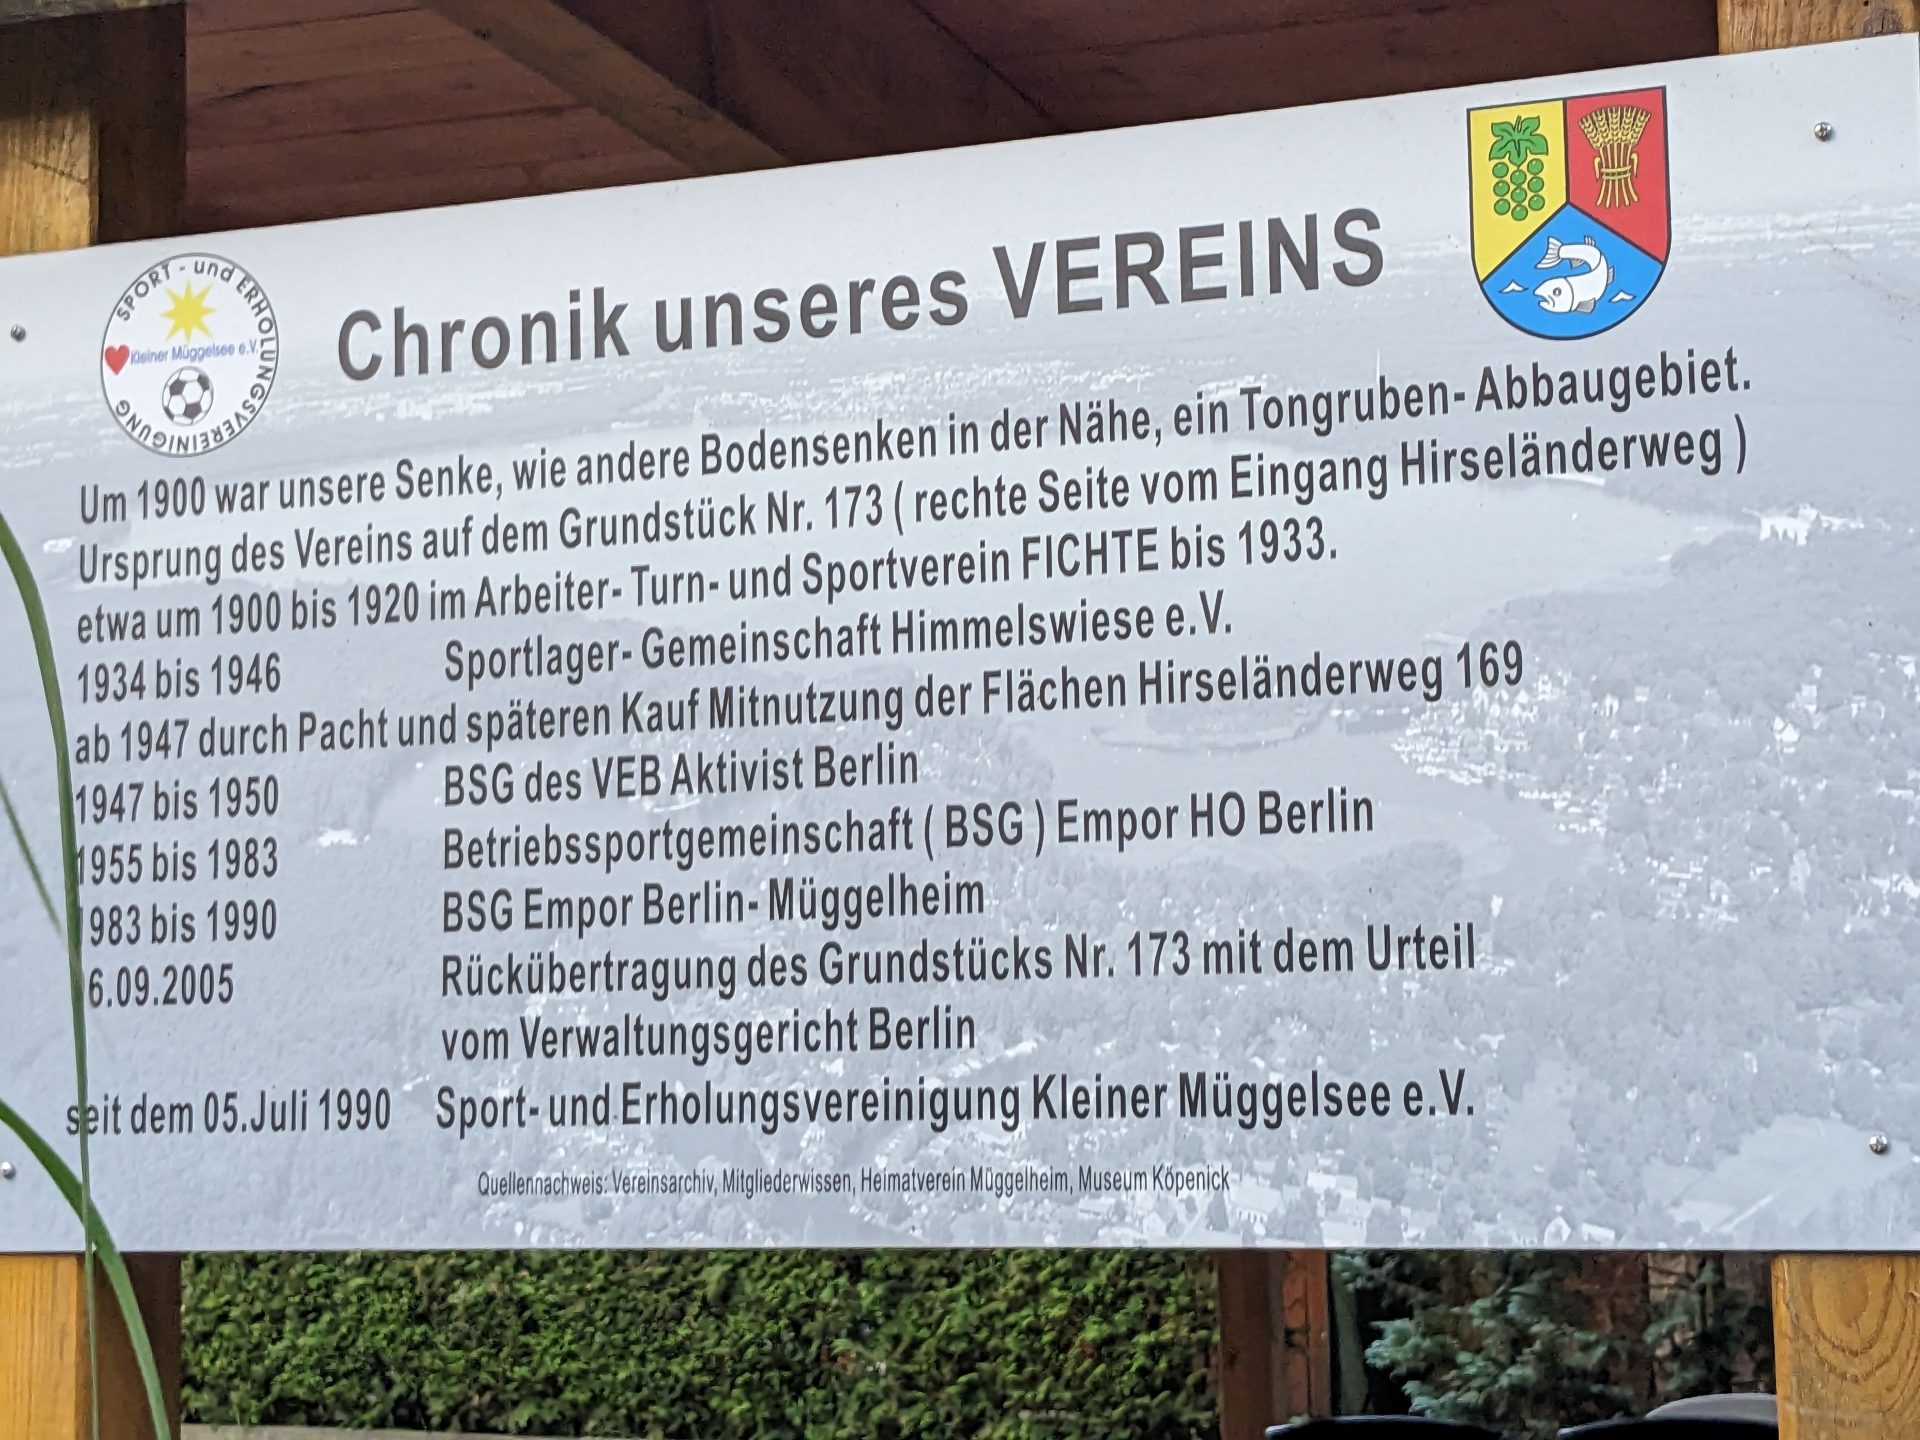 SPORT - und ERHOLUNGSVEREINIGUNG
Kleiner Müggelsee e.V.
Chronik unseres VEREINS
Um 1900 war unsere Senke, wie andere Bodensenken in der Nähe, ein Tongruben- Abbaugebiet.
Ursprung des Vereins auf dem Grundstück Nr. 173 ( rechte Seite vom Eingang Hirseländerweg )
etwa um 1900 bis 1920 im Arbeiter- Turn- und Sportverein FICHTE bis 1933.
1934 bis 1946 Sportlager- Gemeinschaft Himmelswiese e.V.
ab 1947 durch Pacht und späteren Kauf Mitnutzung der Flächen Hirseländerweg 169
1947 bis 1950 BSG des VEB Aktivist Berlin
1955 bis 1983 Betriebssportgemeinschaft ( BSG ) Empor HO Berlin
1983 bis 1990 BSG Empor Berlin- Müggelheim
6.09.2005 Rückübertragung des Grundstücks Nr. 173 mit dem Urteil
vom Verwaltungsgericht Berlin
seit dem 05.Juli 1990 Sport- und Erholungsvereinigung Kleiner Müggelsee e.V.
Quellennachweis: Vereinsarchiv, Mitgliederwissen, Heimatverein Müggelheim, Museum Köpenick